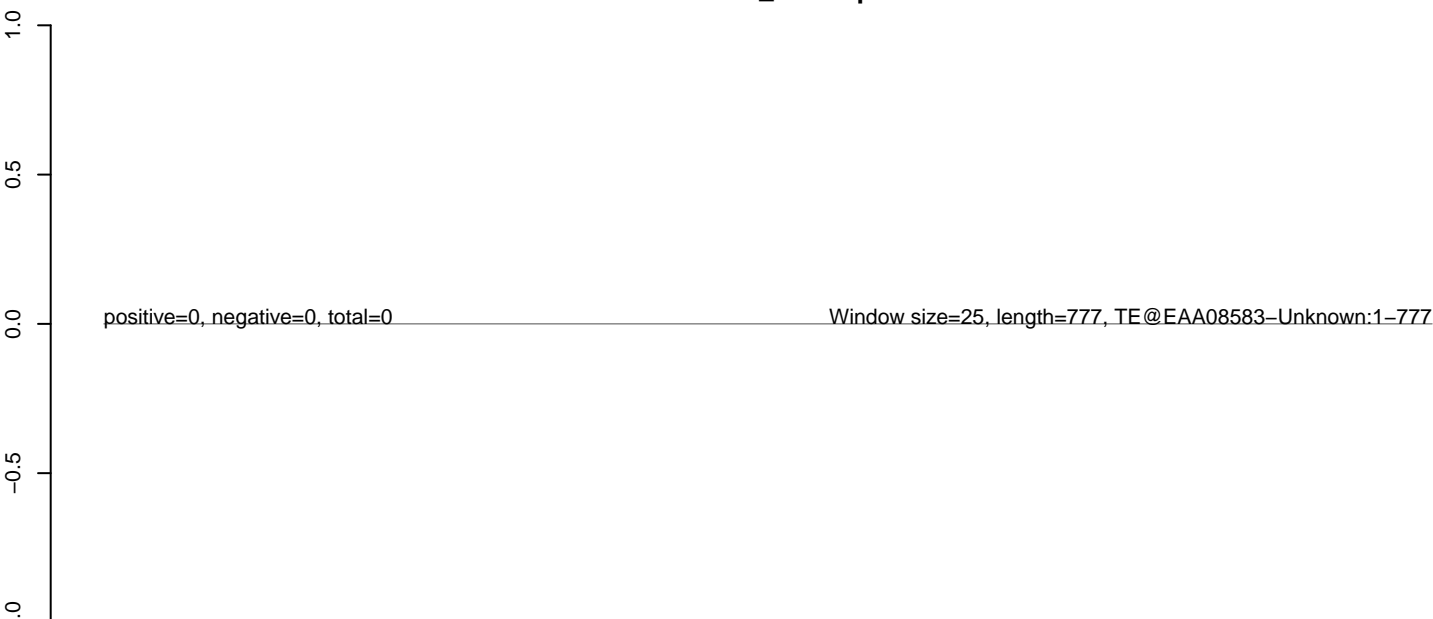 1.0
0.5
positive=0, negative=0, total=0 Window size=25, length=777, TE@EAA08583−Unknown:1−777
0.0
−0.5